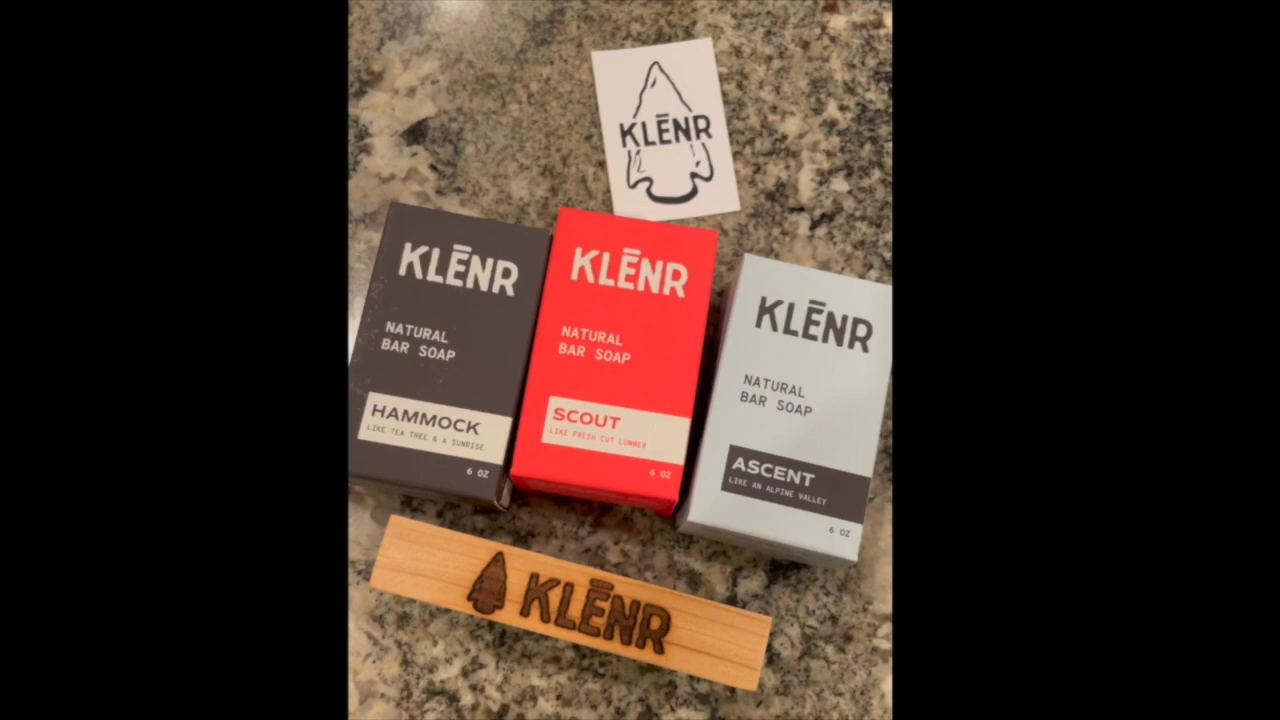 KLĒNR
KLĒNR
NATURAL
BAR SOAP
HAMMOCK
LIKE TEA TREE & A SUNRISE
6 OZ
KLĒNR
NATURAL
BAR SOAP
SCOUT
LIKE FRESH CUT LUMBER
6 OZ
KLĒNR
NATURAL
BAR SOAP
ASCENT
LIKE AN ALPINE VALLEY
6 OZ
KLĒNR